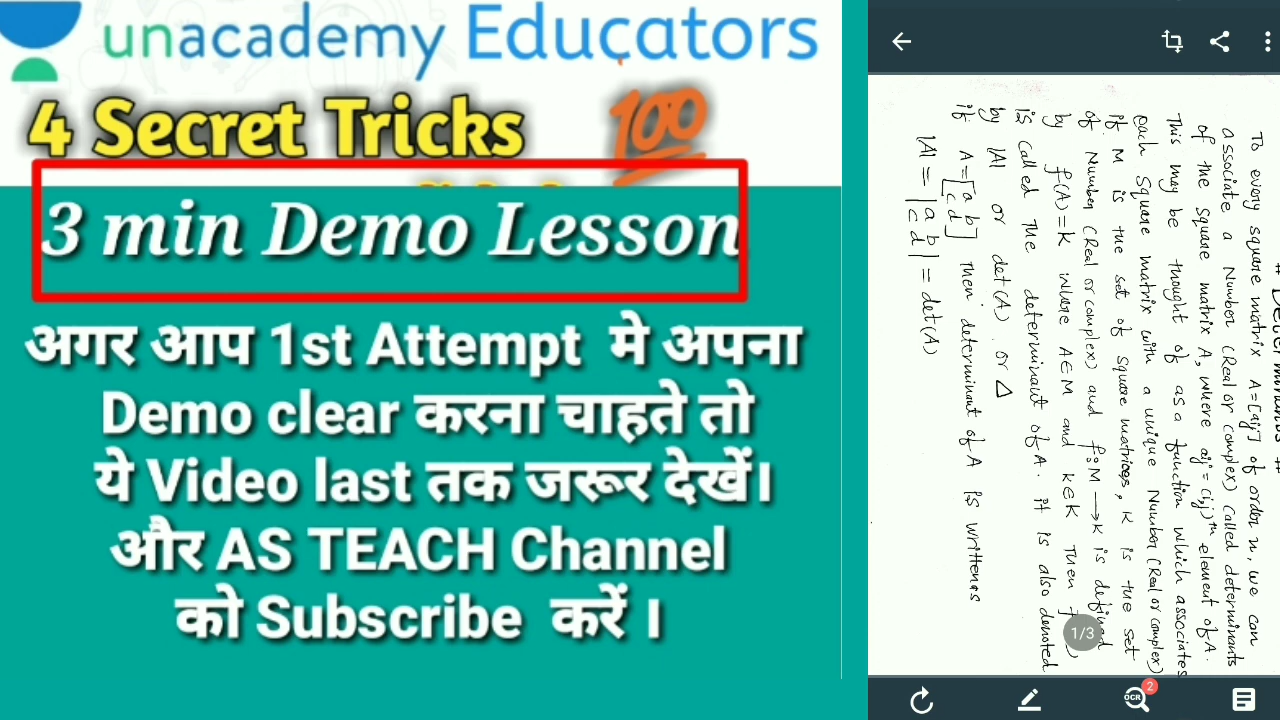 unacademy Educators
4 Secret Tricks 100
3 min Demo Lesson
अगर आप 1st Attempt मे अपना
Demo clear करना चाहते तो
ये Video last तक जरूर देखें।
और AS TEACH Channel
को Subscribe करें ।
To every square matrix A=[aij] of order n, we can
associate a Number (Real or complex) called determinants
of the square matrix A, where aij = (i,j)th element of A.
This may be thought of as a function which associates
each square matrix with a unique Number (Real or complex)
If M is the set of square matrices, K is the set
of Number (Real or complex) and f:M → K is defined
by f(A)=K where A∈M and k∈K Then
is called the determinant of A. it is also denoted
by |A| or det(A) or Δ
if A=[a b
c d] Then determinant of A is written as
|A| = |a b
c d| = det(A)
1/3
OCR
2